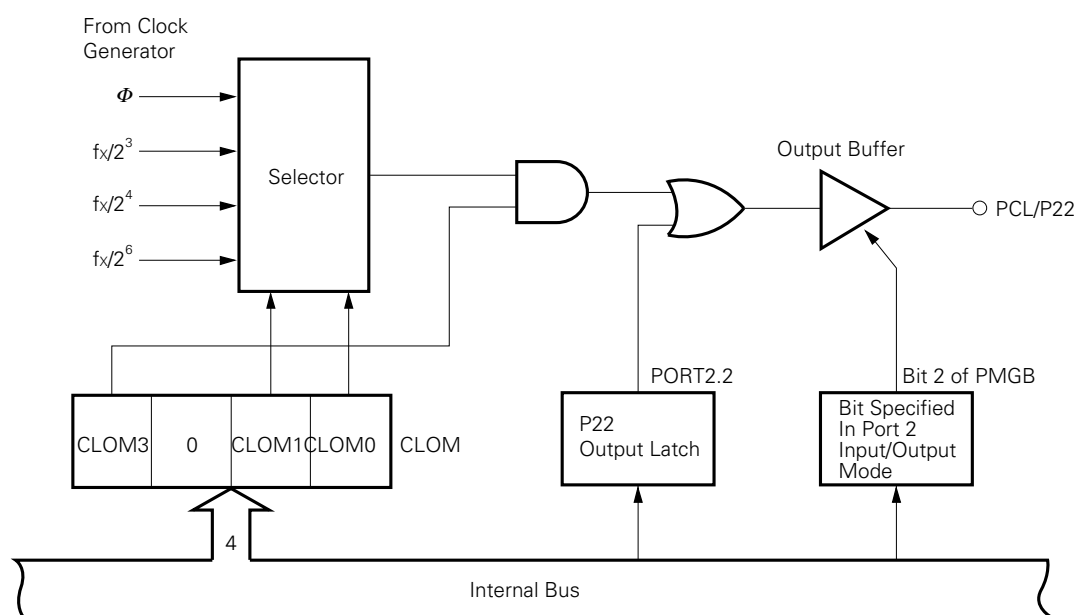 From Clock
Generator
Φ
fx/2³
fx/2⁴
fx/2⁶
Selector
Output Buffer
PCL/P22
PORT2.2
Bit 2 of PMGB
CLOM3
0
CLOM1
CLOM0
CLOM
P22
Output Latch
Bit Specified
In Port 2
Input/Output
Mode
4
Internal Bus